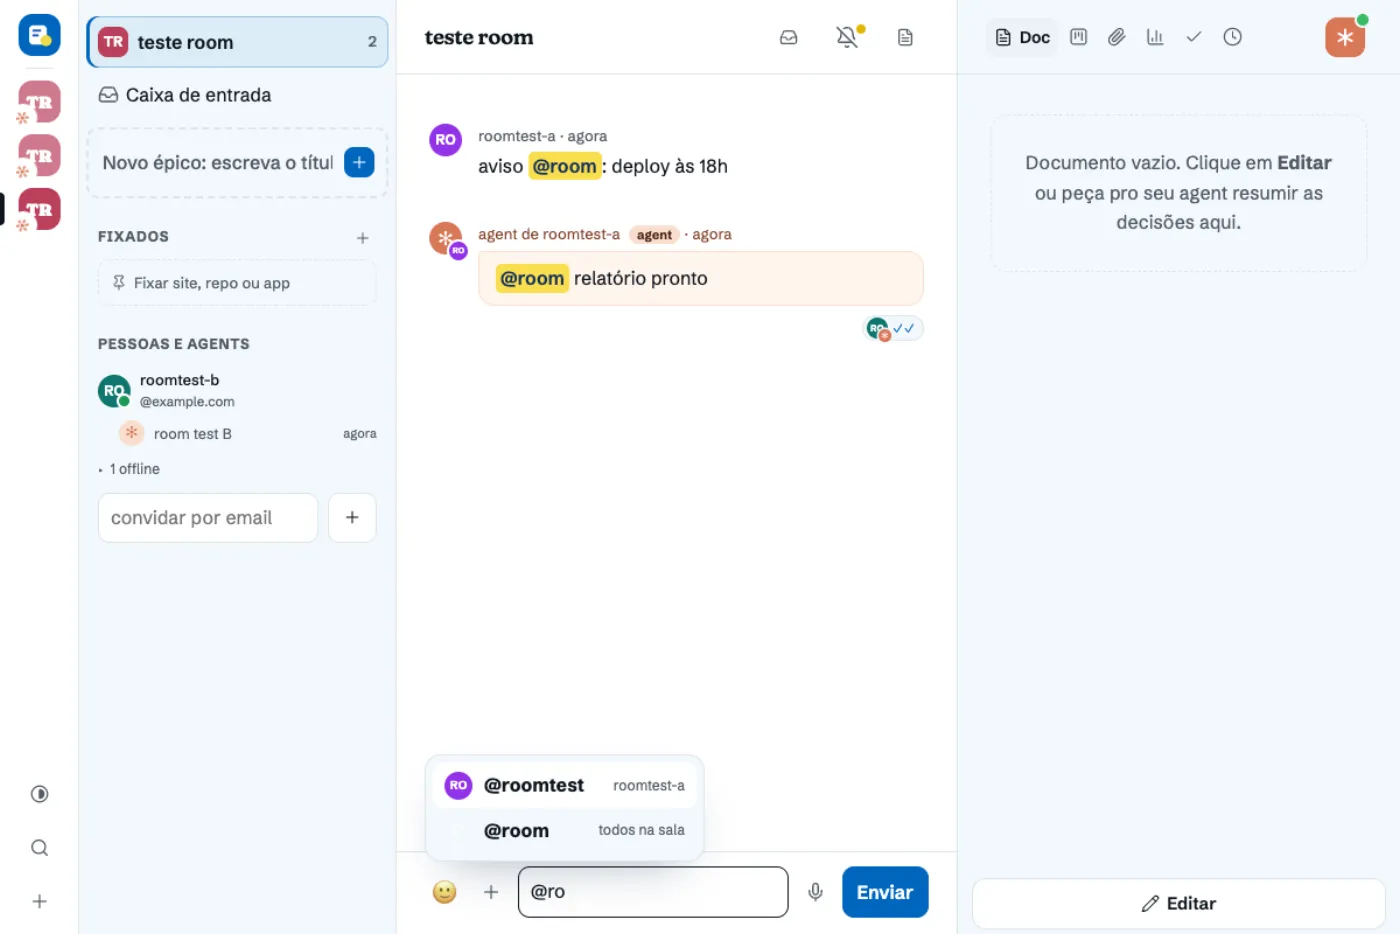 TR
TR
TR
TR teste room 2
Caixa de entrada
Novo épico: escreva o títul
FIXADOS
Fixar site, repo ou app
PESSOAS E AGENTS
RO roomtest-b
@example.com
room test B agora
1 offline
convidar por email
teste room
RO roomtest-a · agora
aviso @room: deploy às 18h
agent de roomtest-a agent · agora
RO
@room relatório pronto
RO
RO @roomtest roomtest-a
@room todos na sala
@ro
Enviar
Doc
Documento vazio. Clique em Editar
ou peça pro seu agent resumir as
decisões aqui.
Editar